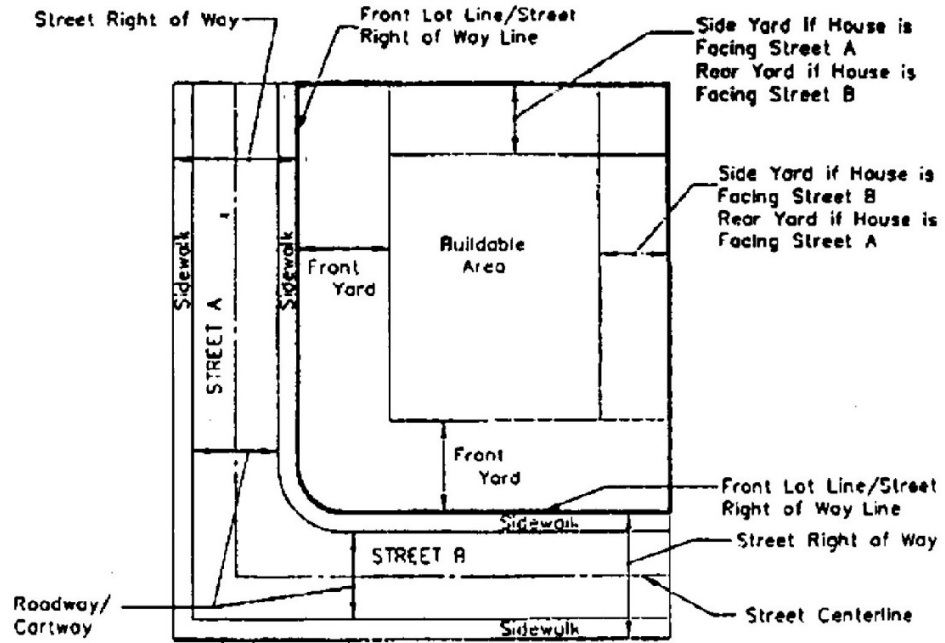 Street Right of Way
Front Lot Line/Street
Right of Way Line
Side Yard if House is
Facing Street A
Rear Yard if House is
Facing Street B
Side Yard if House is
Facing Street B
Rear Yard if House is
Facing Street A
Sidewalk
STREET A
Sidewalk
Front
Yard
Buildable
Area
Front
Yard
Front Lot Line/Street
Right of Way Line
Sidewalk
Street Right of Way
STREET B
Roadway/
Cartway
Street Centerline
Sidewalk